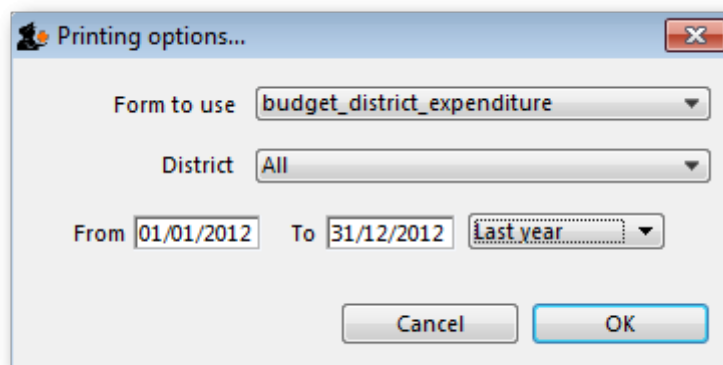 Printing options...
Form to use budget_district_expenditure
District All
From 01/01/2012 To 31/12/2012 Last year
Cancel OK